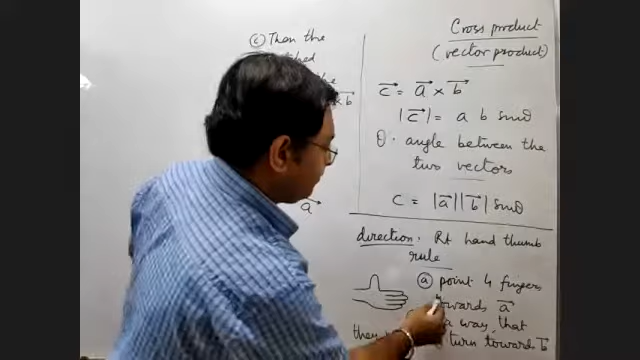 (c) Then the
Cross product
(vector product)
c = a × b
|c| = a b sinθ
θ · angle between the
two vectors
c = |a||b| sinθ
a
direction · Rt hand thumb
rule
(a) point 4 fingers
towards a
a way that
turn toward b